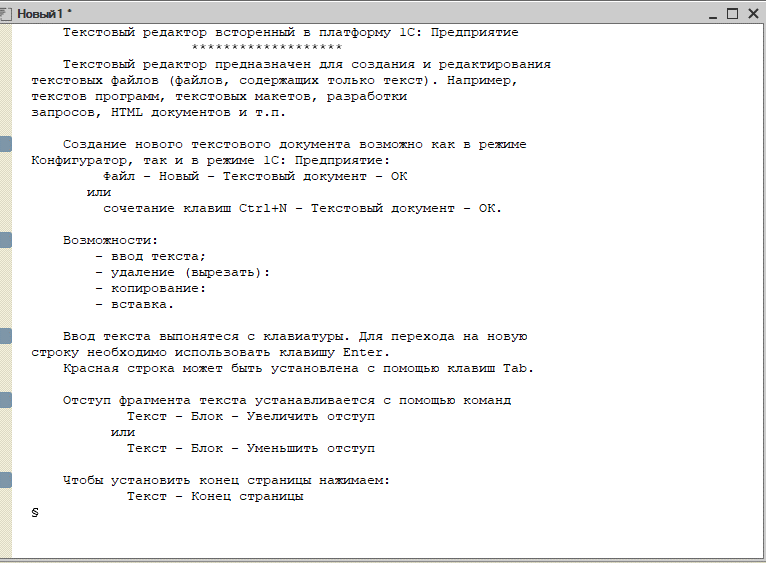 Новый1 *
Текстовый редактор всторенный в платформу 1С: Предприятие
*******************
Текстовый редактор предназначен для создания и редактирования
текстовых файлов (файлов, содержащих только текст). Например,
текстов программ, текстовых макетов, разработки
запросов, HTML документов и т.п.
Создание нового текстового документа возможно как в режиме
Конфигуратор, так и в режиме 1С: Предприятие:
Файл - Новый - Текстовый документ - ОК
или
сочетание клавиш Ctrl+N - Текстовый документ - ОК.
Возможности:
- ввод текста;
- удаление (вырезать):
- копирование:
- вставка.
Ввод текста выпонятеся с клавиатуры. Для перехода на новую
строку необходимо использовать клавишу Enter.
Красная строка может быть установлена с помощью клавиш Tab.
Отступ фрагмента текста устанавливается с помощью команд
Текст - Блок - Увеличить отступ
или
Текст - Блок - Уменьшить отступ
Чтобы установить конец страницы нажимаем:
Текст - Конец страницы
§